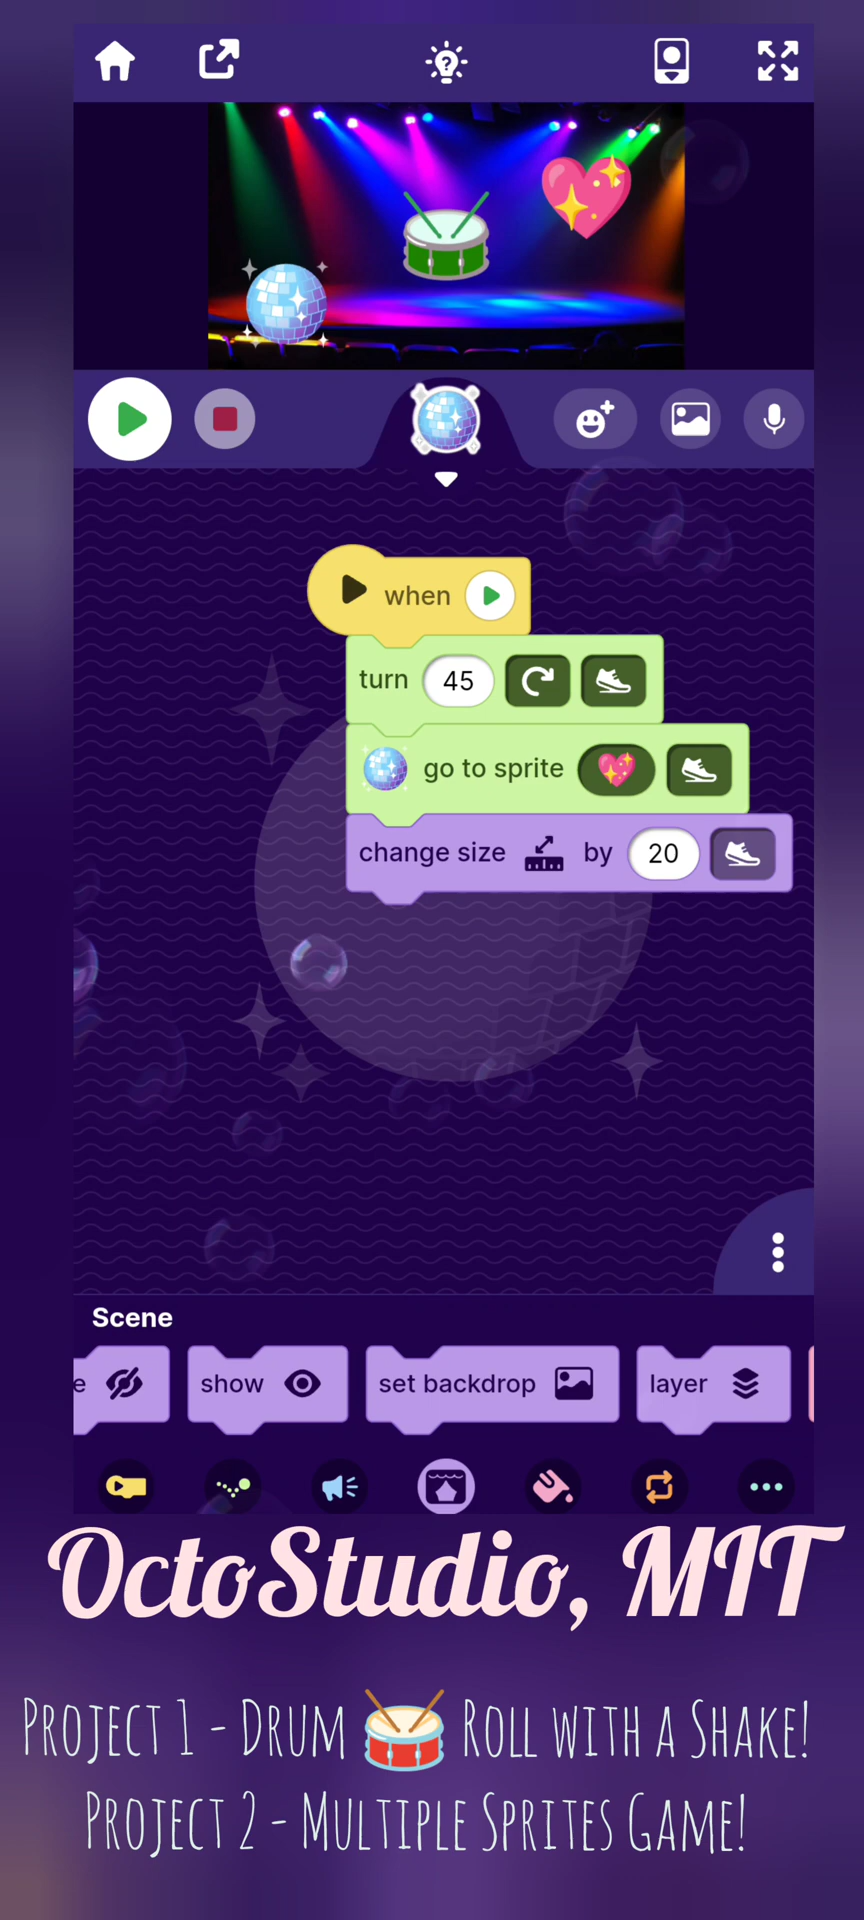 when
turn 45
go to sprite
change size by 20
Scene
e show set backdrop layer
OctoStudio, MIT
Project 1 - Drum Roll with a Shake!
Project 2 - Multiple Sprites Game!